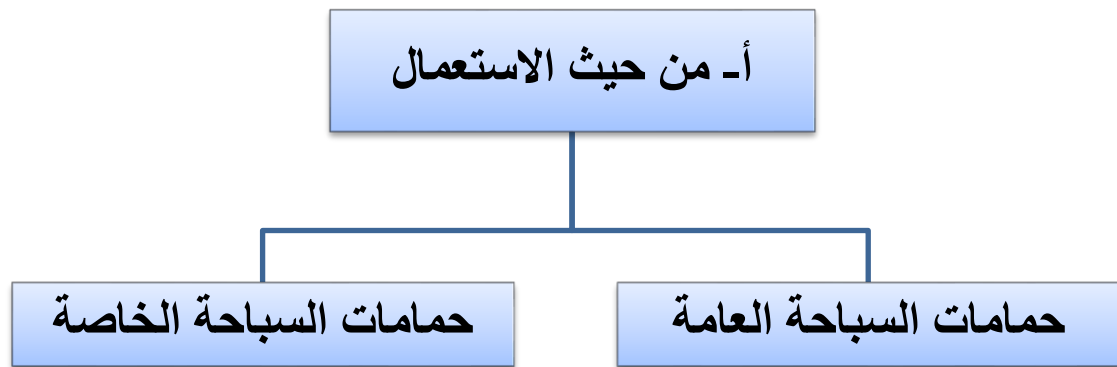 أ- من حيث الاستعمال
حمامات السباحة العامة
حمامات السباحة الخاصة